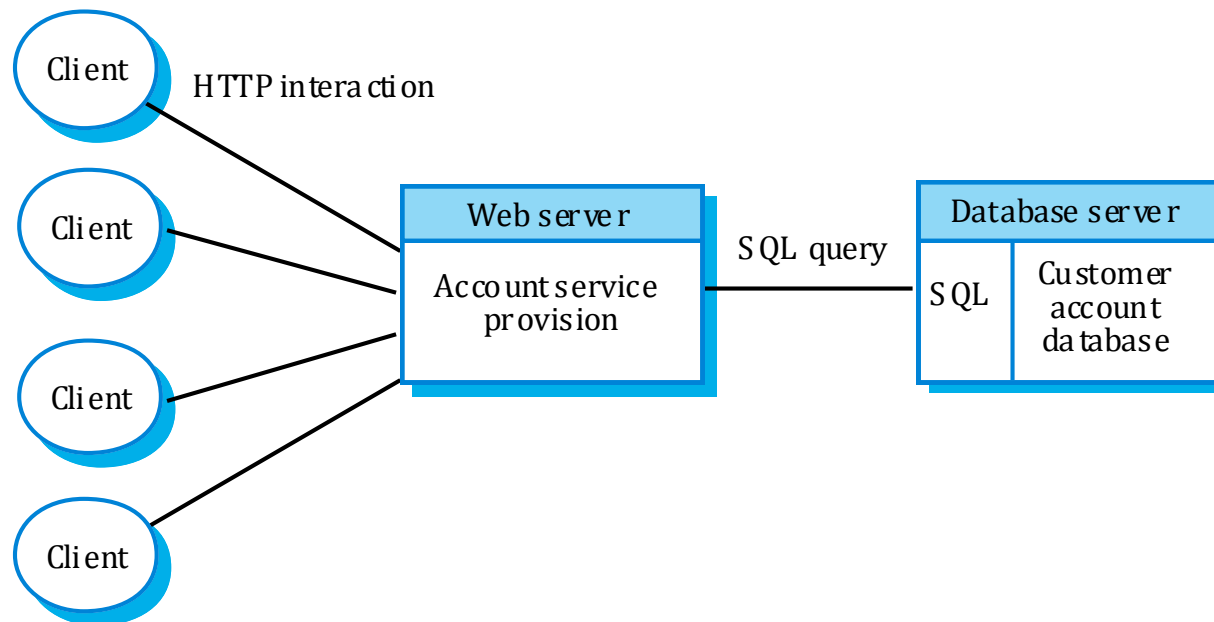 Client
HTTP interaction
Client
Client
Client
Web server
Account service
provision
SQL query
Database server
SQL
Customer
account
database